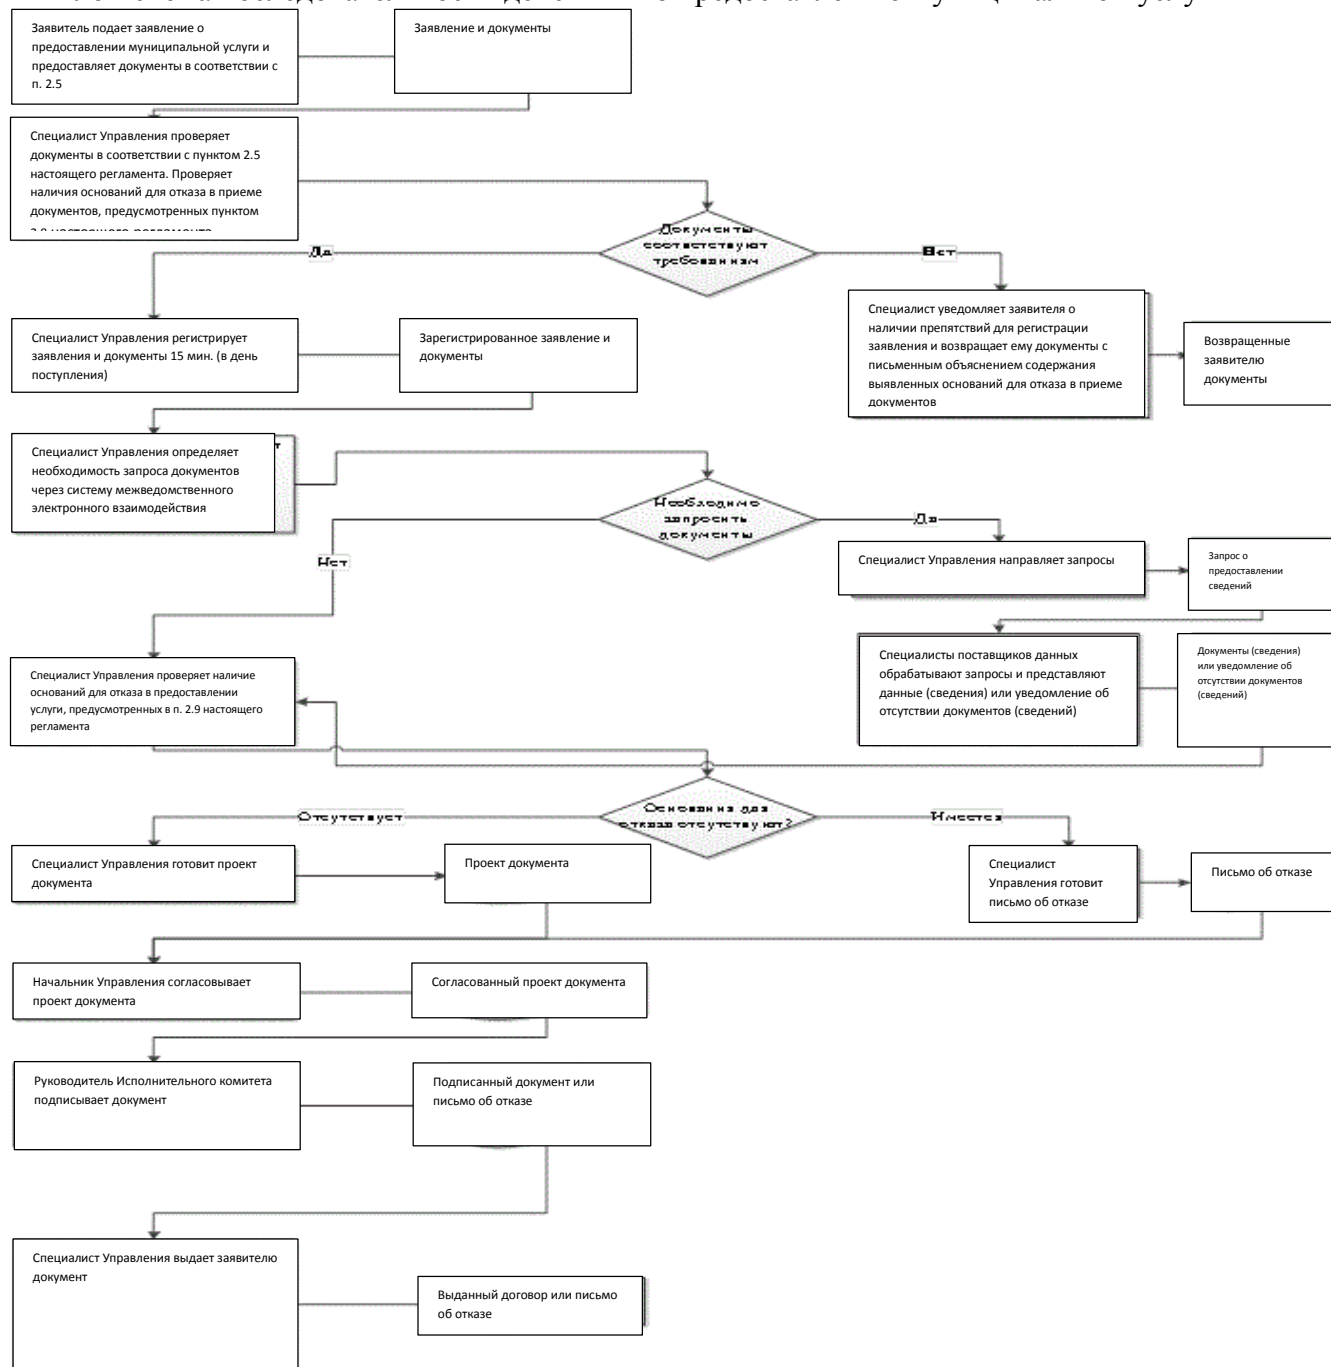 Заявитель подает заявление о
предоставлении муниципальной услуги и
предоставляет документы в соответствии с
п. 2.5
Заявление и документы
Специалист Управления проверяет
документы в соответствии с пунктом 2.5
настоящего регламента. Проверяет
наличия оснований для отказа в приеме
документов, предусмотренных пунктом
настоящего регламента
Документы
соответствуют
требованиям
Да
Нет
Специалист Управления регистрирует
заявления и документы 15 мин. (в день
поступления)
Зарегистрированное заявление и
документы
Специалист уведомляет заявителя о
наличии препятствий для регистрации
заявления и возвращает ему документы с
письменным объяснением содержания
выявленных оснований для отказа в приеме
документов
Возвращенные
заявителю
документы
Специалист Управления определяет
необходимость запроса документов
через систему межведомственного
электронного взаимодействия
Необходимо
запросить
документы
Да
Нет
Специалист Управления направляет запросы
Запрос о
предоставлении
сведений
Специалисты поставщиков данных
обрабатывают запросы и представляют
данные (сведения) или уведомление об
отсутствии документов (сведений)
Документы (сведения)
или уведомление об
отсутствии документов
(сведений)
Специалист Управления проверяет наличие
оснований для отказа в предоставлении
услуги, предусмотренных в п. 2.9 настоящего
регламента
Основания для
отказа отсутствуют?
Отсутствует
Имеется
Специалист Управления готовит проект
документа
Проект документа
Специалист
Управления готовит
письмо об отказе
Письмо об отказе
Начальник Управления согласовывает
проект документа
Согласованный проект документа
Руководитель Исполнительного комитета
подписывает документ
Подписанный документ или
письмо об отказе
Специалист Управления выдает заявителю
документ
Выданный договор или письмо
об отказе